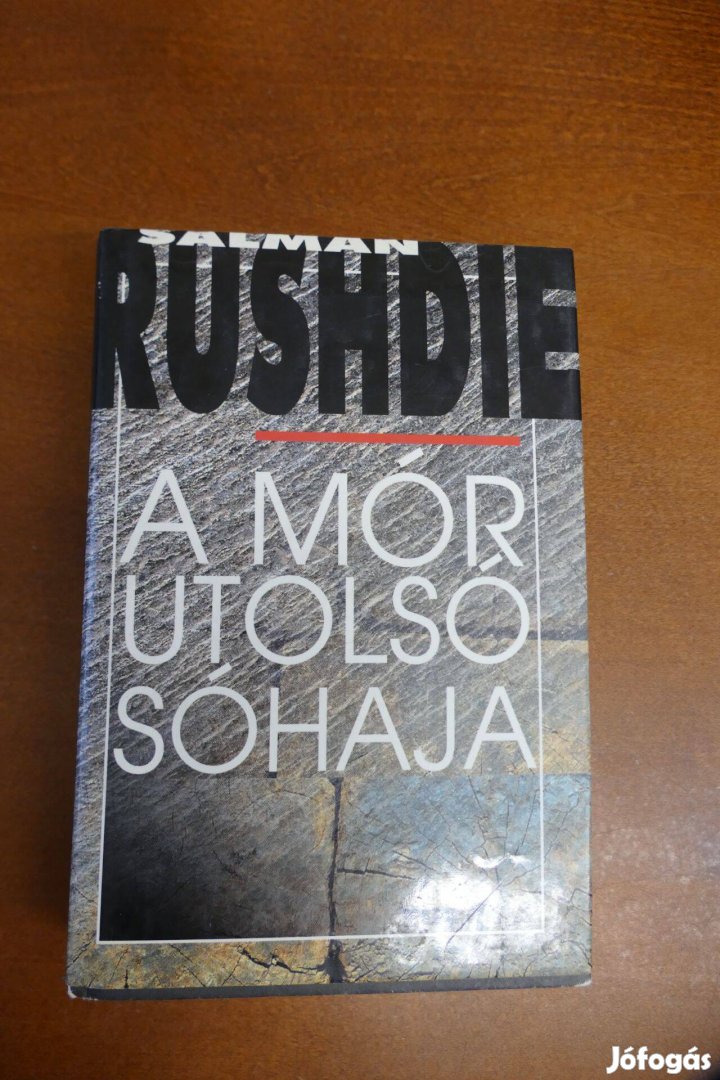 SALMAN
RUSHDIE
A MÓR
UTOLSÓ
SÓHAJA
Jófogás